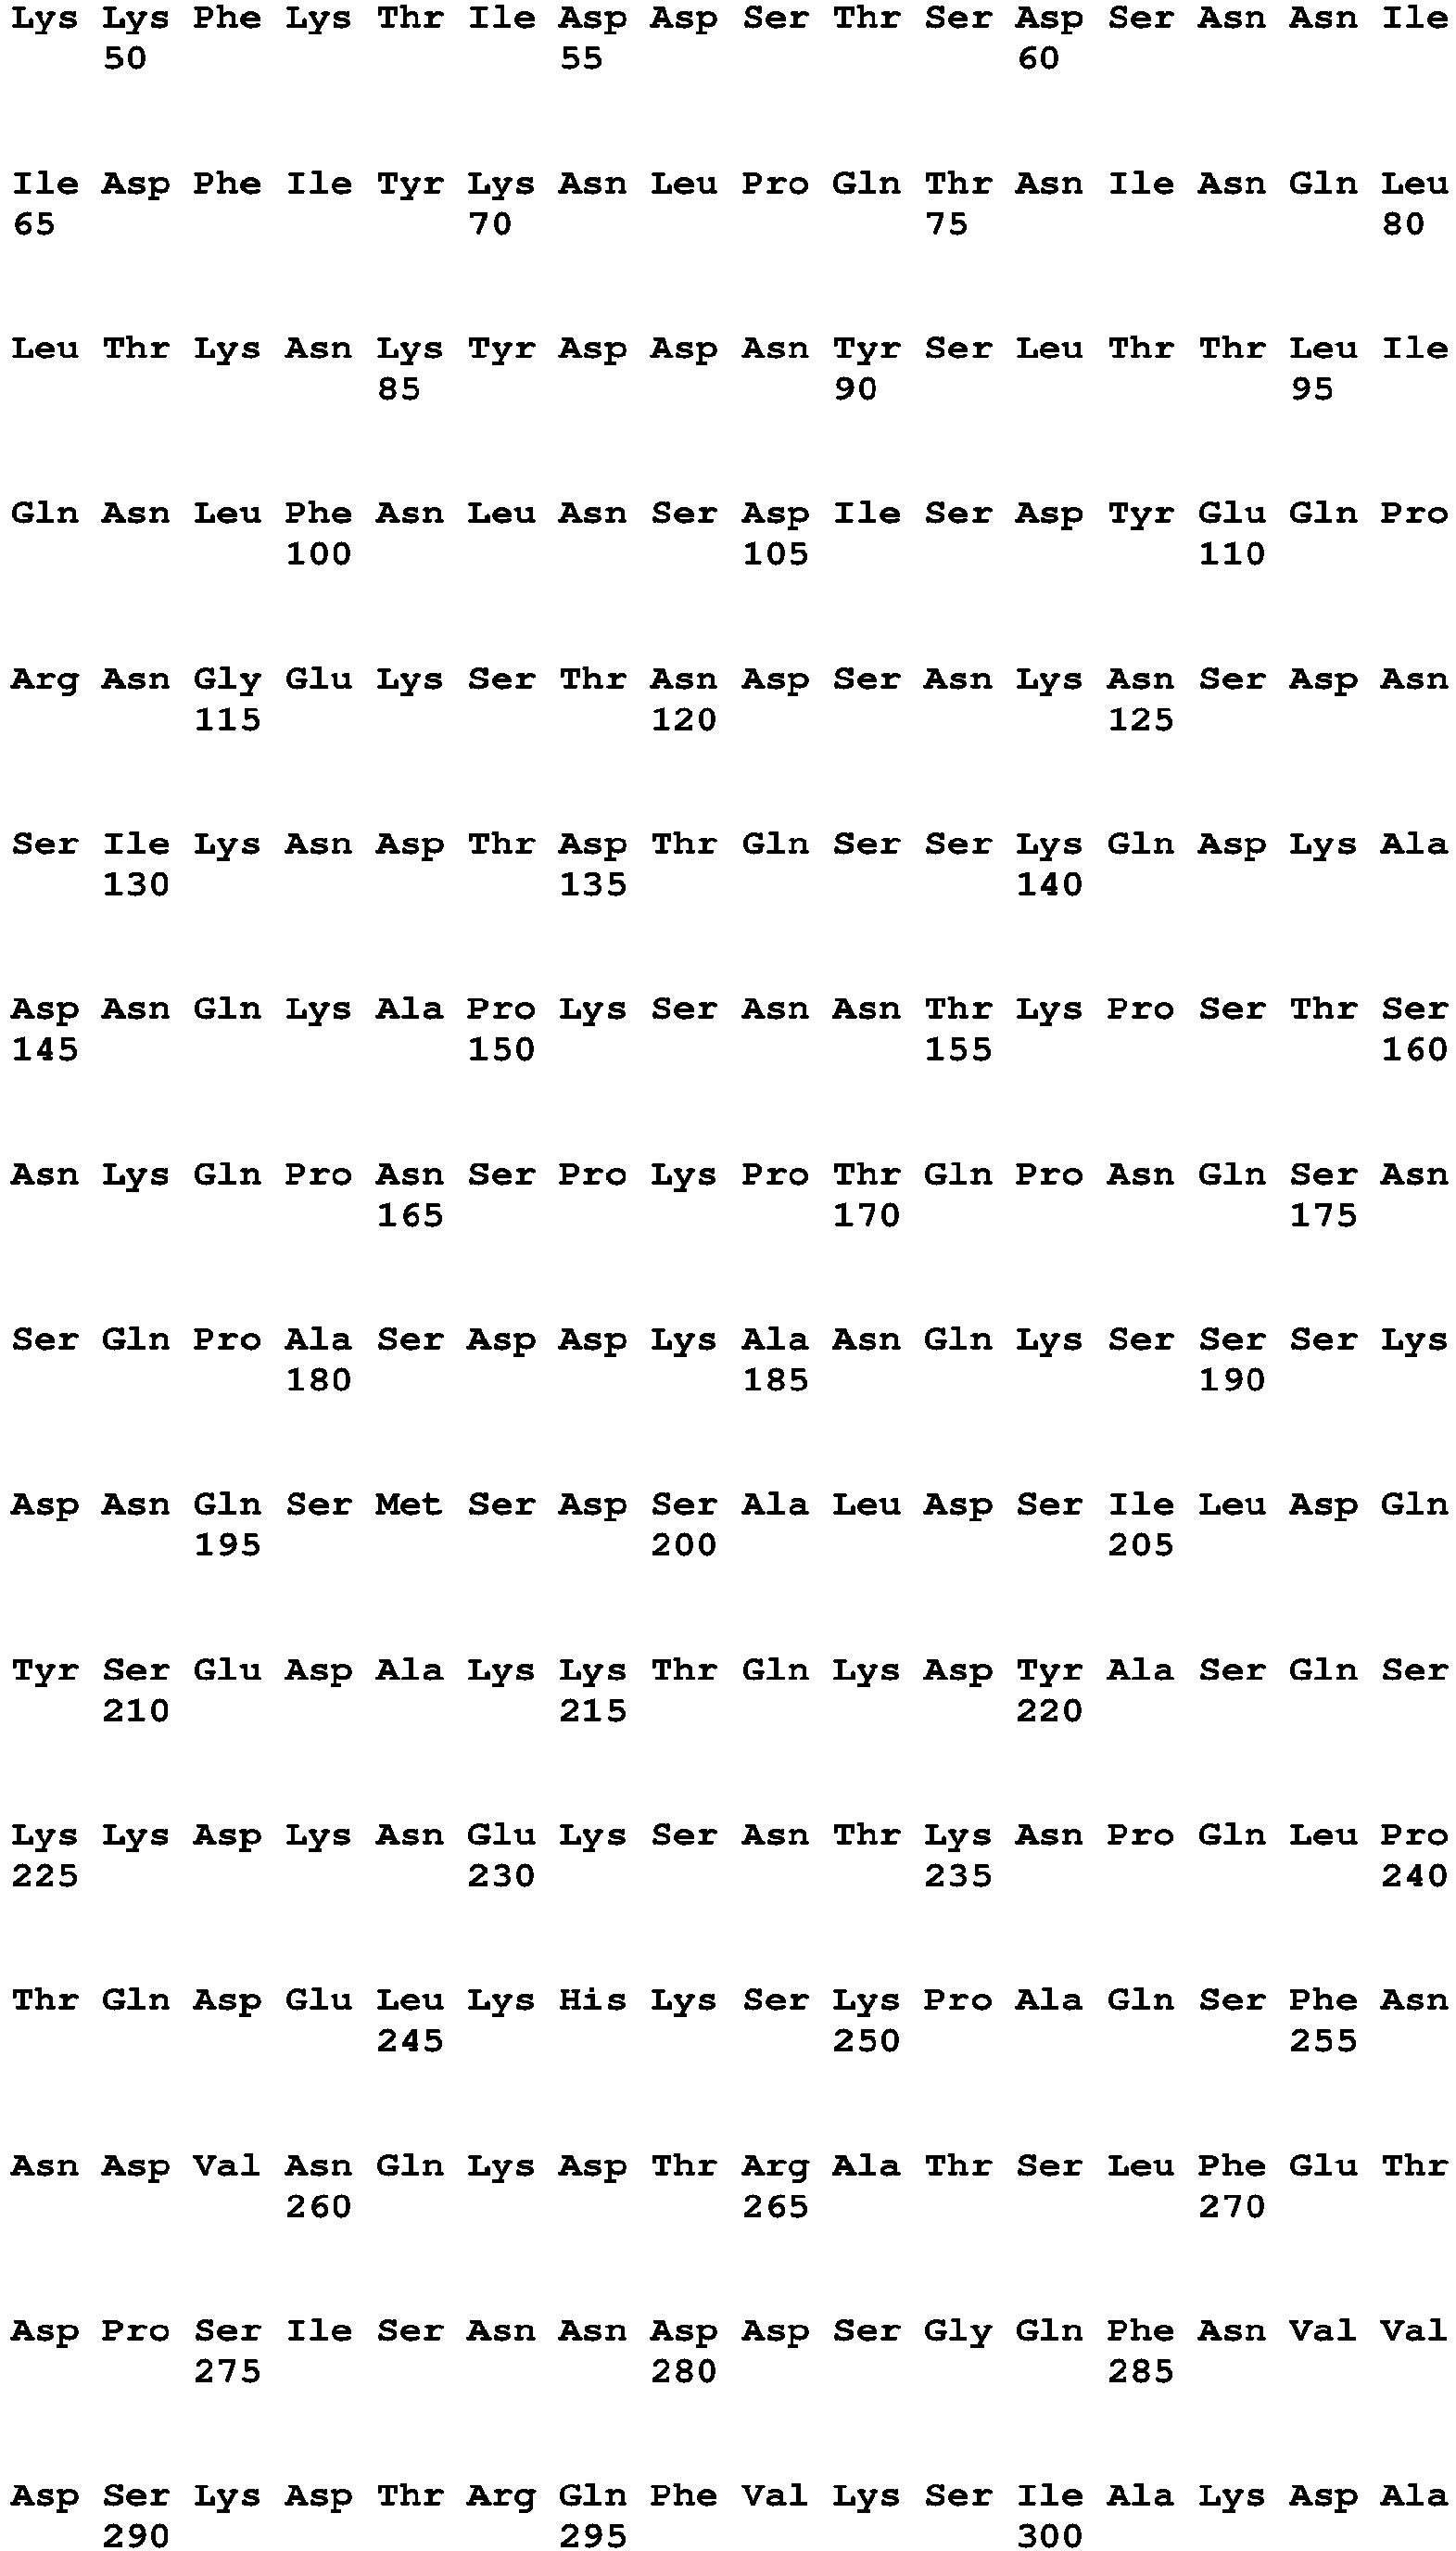 Lys Lys Phe Lys Thr Ile Asp Asp Ser Thr Ser Asp Ser Asn Asn Ile
50 55 60
Ile Asp Phe Ile Tyr Lys Asn Leu Pro Gln Thr Asn Ile Asn Gln Leu
65 70 75 80
Leu Thr Lys Asn Lys Tyr Asp Asp Asn Tyr Ser Leu Thr Thr Leu Ile
85 90 95
Gln Asn Leu Phe Asn Leu Asn Ser Asp Ile Ser Asp Tyr Glu Gln Pro
100 105 110
Arg Asn Gly Glu Lys Ser Thr Asn Asp Ser Asn Lys Asn Ser Asp Asn
115 120 125
Ser Ile Lys Asn Asp Thr Asp Thr Gln Ser Ser Lys Gln Asp Lys Ala
130 135 140
Asp Asn Gln Lys Ala Pro Lys Ser Asn Asn Thr Lys Pro Ser Thr Ser
145 150 155 160
Asn Lys Gln Pro Asn Ser Pro Lys Pro Thr Gln Pro Asn Gln Ser Asn
165 170 175
Ser Gln Pro Ala Ser Asp Asp Lys Ala Asn Gln Lys Ser Ser Ser Lys
180 185 190
Asp Asn Gln Ser Met Ser Asp Ser Ala Leu Asp Ser Ile Leu Asp Gln
195 200 205
Tyr Ser Glu Asp Ala Lys Lys Thr Gln Lys Asp Tyr Ala Ser Gln Ser
210 215 220
Lys Lys Asp Lys Asn Glu Lys Ser Asn Thr Lys Asn Pro Gln Leu Pro
225 230 235 240
Thr Gln Asp Glu Leu Lys His Lys Ser Lys Pro Ala Gln Ser Phe Asn
245 250 255
Asn Asp Val Asn Gln Lys Asp Thr Arg Ala Thr Ser Leu Phe Glu Thr
260 265 270
Asp Pro Ser Ile Ser Asn Asn Asp Asp Ser Gly Gln Phe Asn Val Val
275 280 285
Asp Ser Lys Asp Thr Arg Gln Phe Val Lys Ser Ile Ala Lys Asp Ala
290 295 300